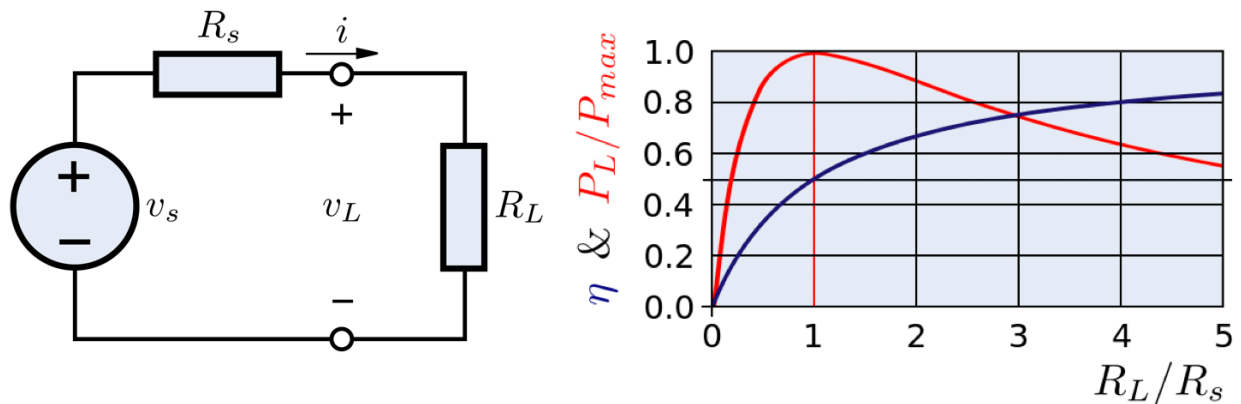 R_s
i
+
+
−
v_s
v_L
R_L
−
η & P_L/P_max
1.0
0.8
0.6
0.4
0.2
0.0
0 1 2 3 4 5
R_L/R_s